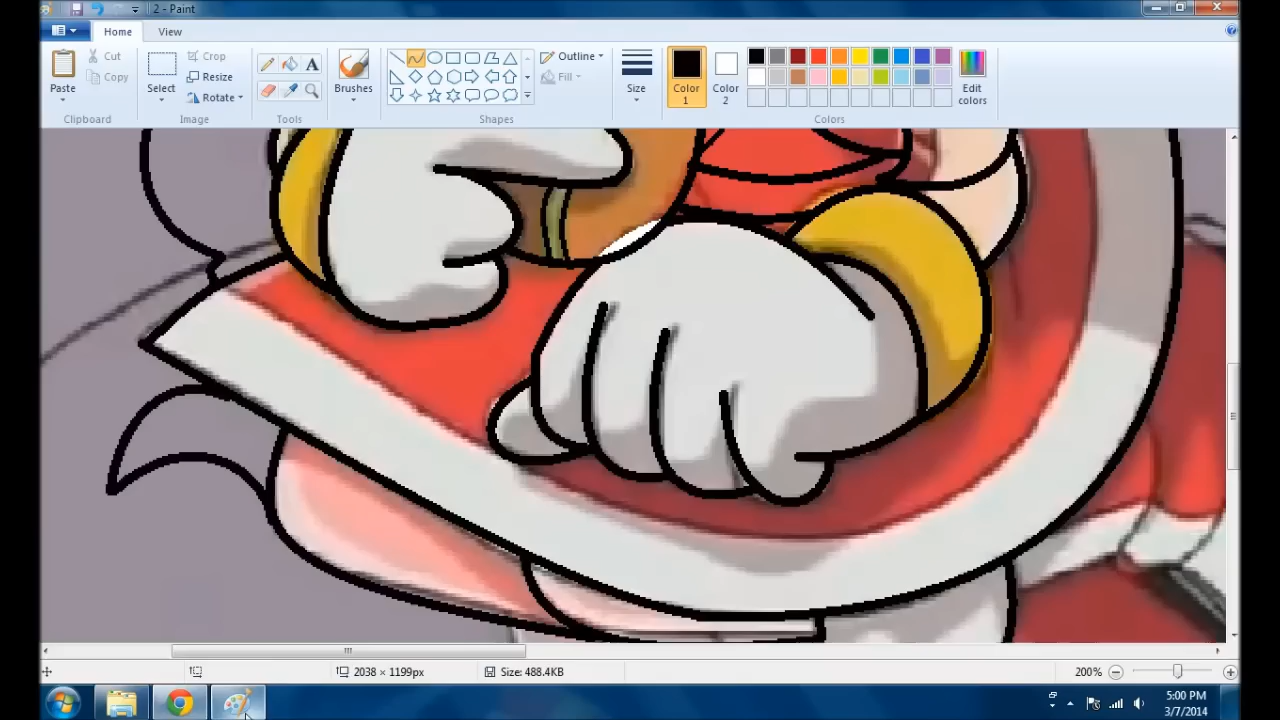 2 - Paint
Home View
Paste
Cut
Copy
Clipboard
Select
Crop
Resize
Rotate
Image
A
Tools
Brushes
Outline
Fill
Shapes
Size
Color
1
Color
2
Edit
colors
Colors
2038 × 1199px
Size: 488.4KB
200%
5:00 PM
3/7/2014